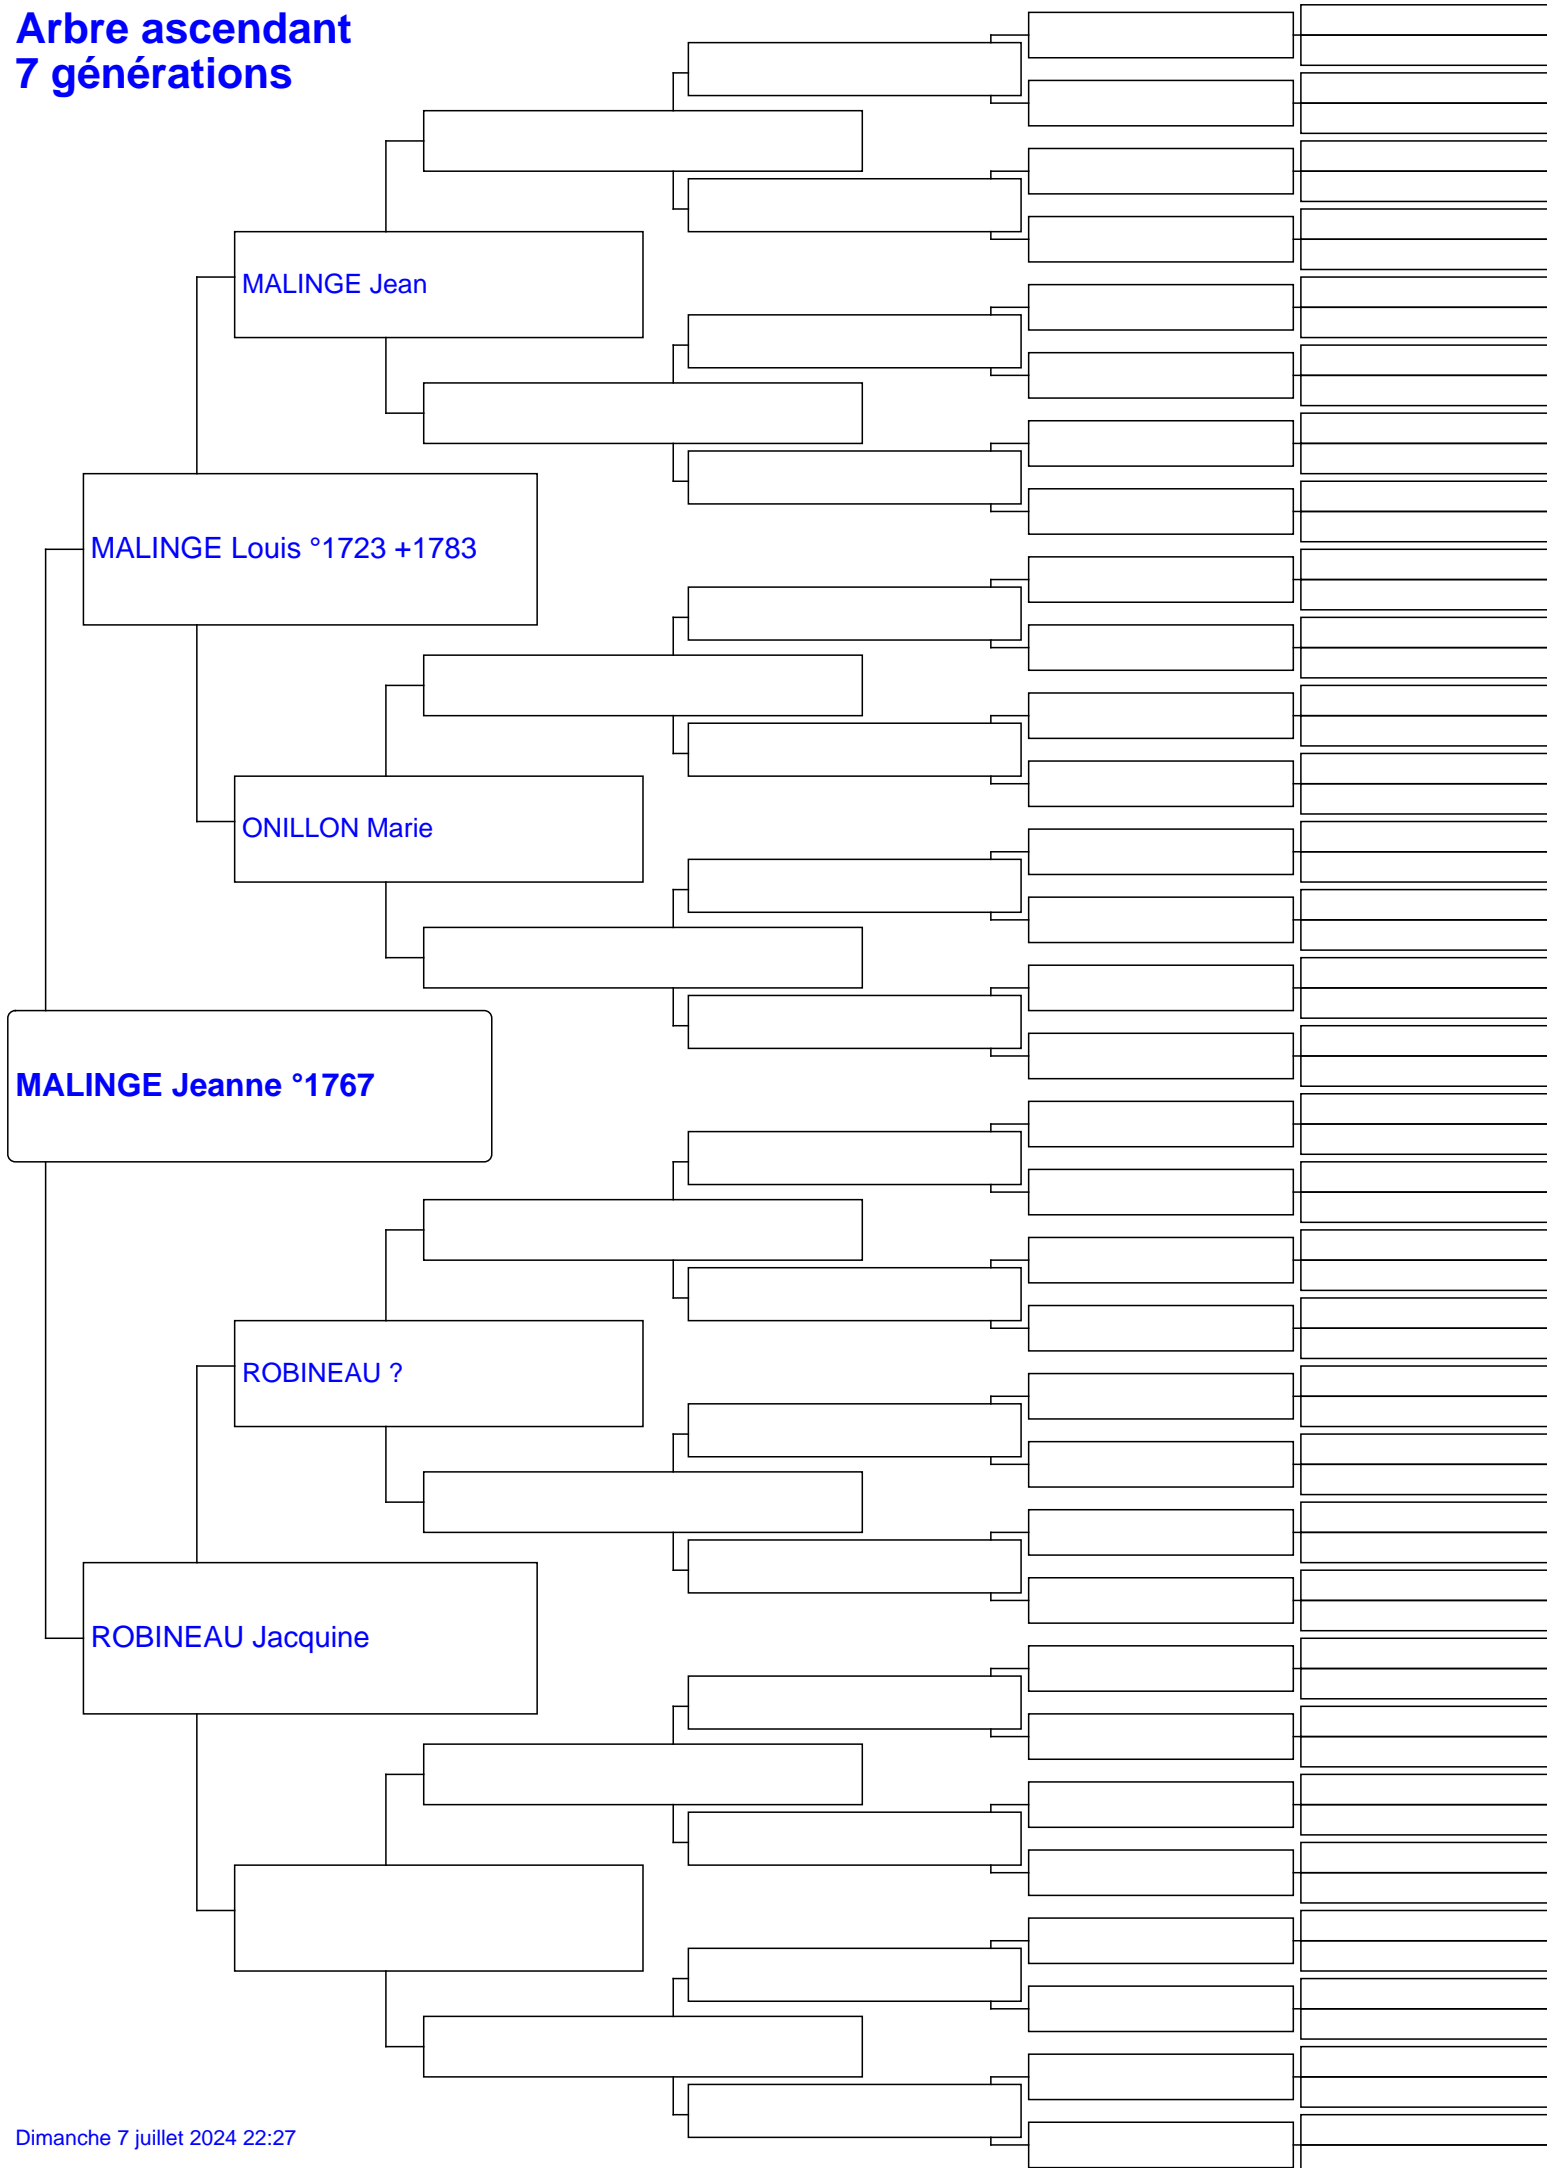 Arbre ascendant
7 générations
MALINGE Jean
MALINGE Louis °1723 +1783
ONILLON Marie
MALINGE Jeanne °1767
ROBINEAU ?
ROBINEAU Jacquine
Dimanche 7 juillet 2024 22:27